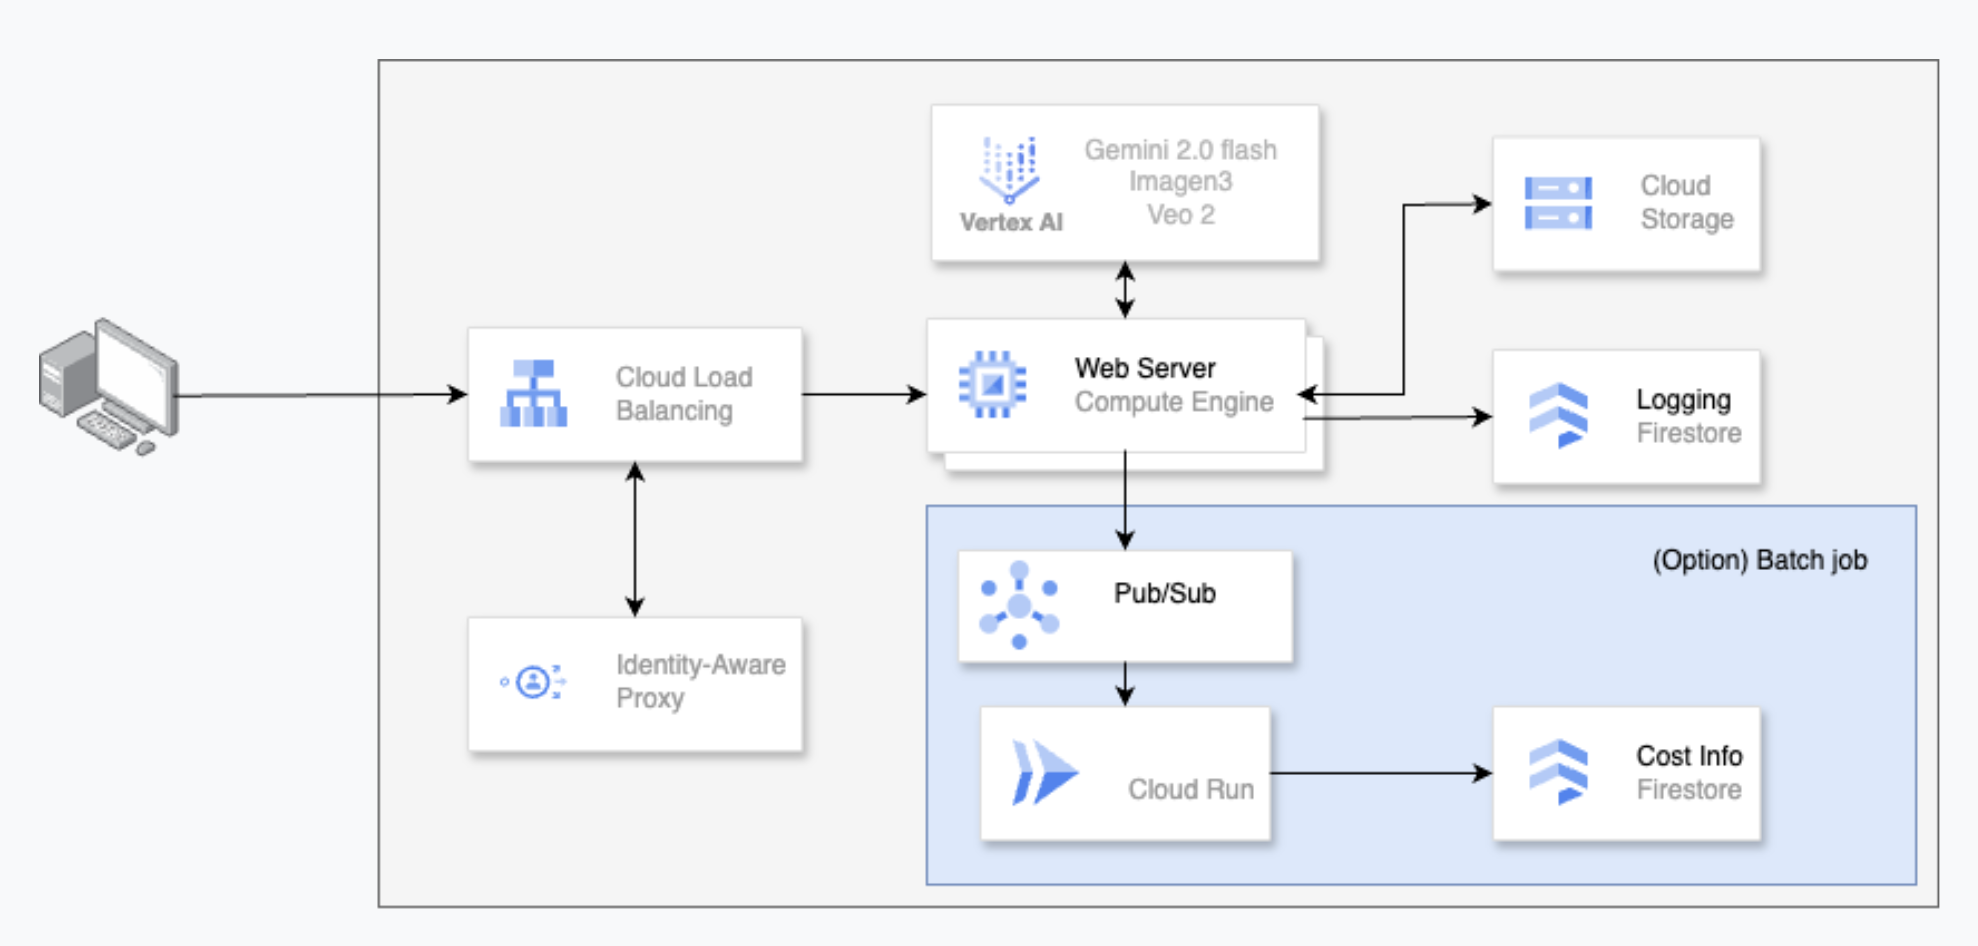 Gemini 2.0 flash
Imagen3
Veo 2
Vertex AI
Cloud
Storage
Cloud Load
Balancing
Web Server
Compute Engine
Logging
Firestore
(Option) Batch job
Pub/Sub
Identity-Aware
Proxy
Cloud Run
Cost Info
Firestore